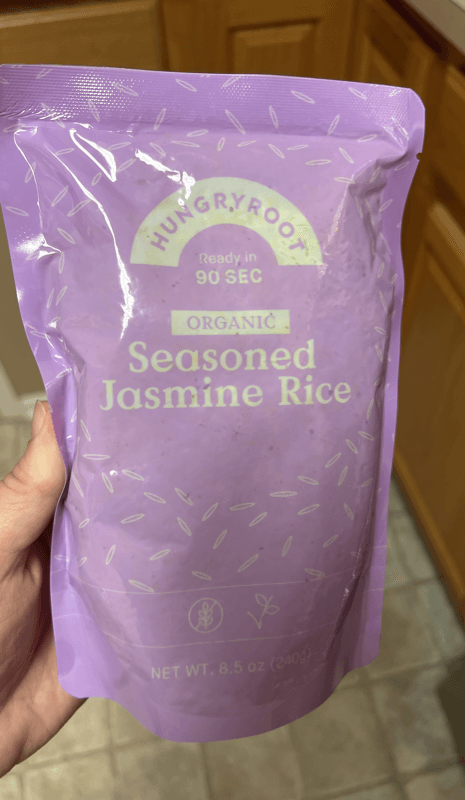 HUNGRYROOT
Ready in
90 SEC
ORGANIC
Seasoned
Jasmine Rice
NET WT. 8.5 oz (240g)